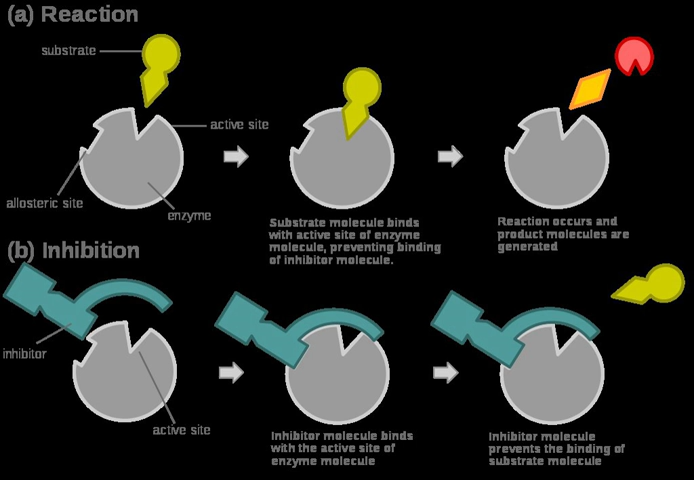 (a) Reaction
substrate
active site
allosteric site
enzyme
Substrate molecule binds
with active site of enzyme
molecule, preventing binding
of inhibitor molecule.
Reaction occurs and
product molecules are
generated
(b) Inhibition
inhibitor
active site
Inhibitor molecule binds
with the active site of
enzyme molecule
Inhibitor molecule
prevents the binding of
substrate molecule